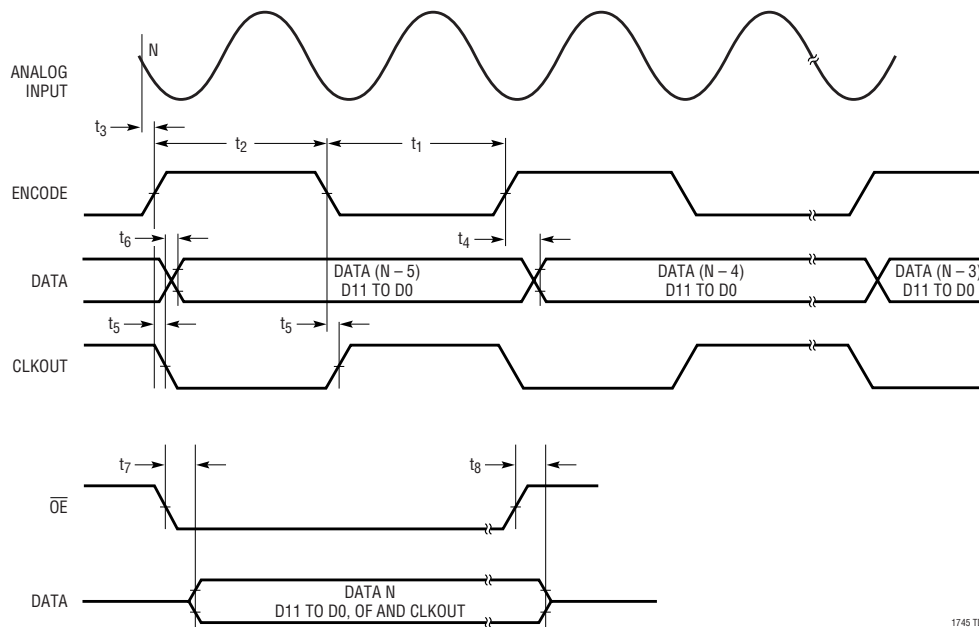 N
ANALOG
INPUT
t3
t2
t1
ENCODE
t6
t4
DATA
DATA (N – 5)
D11 TO D0
DATA (N – 4)
D11 TO D0
DATA (N – 3)
D11 TO D0
t5
t5
CLKOUT
t7
t8
OE
DATA
DATA N
D11 TO D0, OF AND CLKOUT